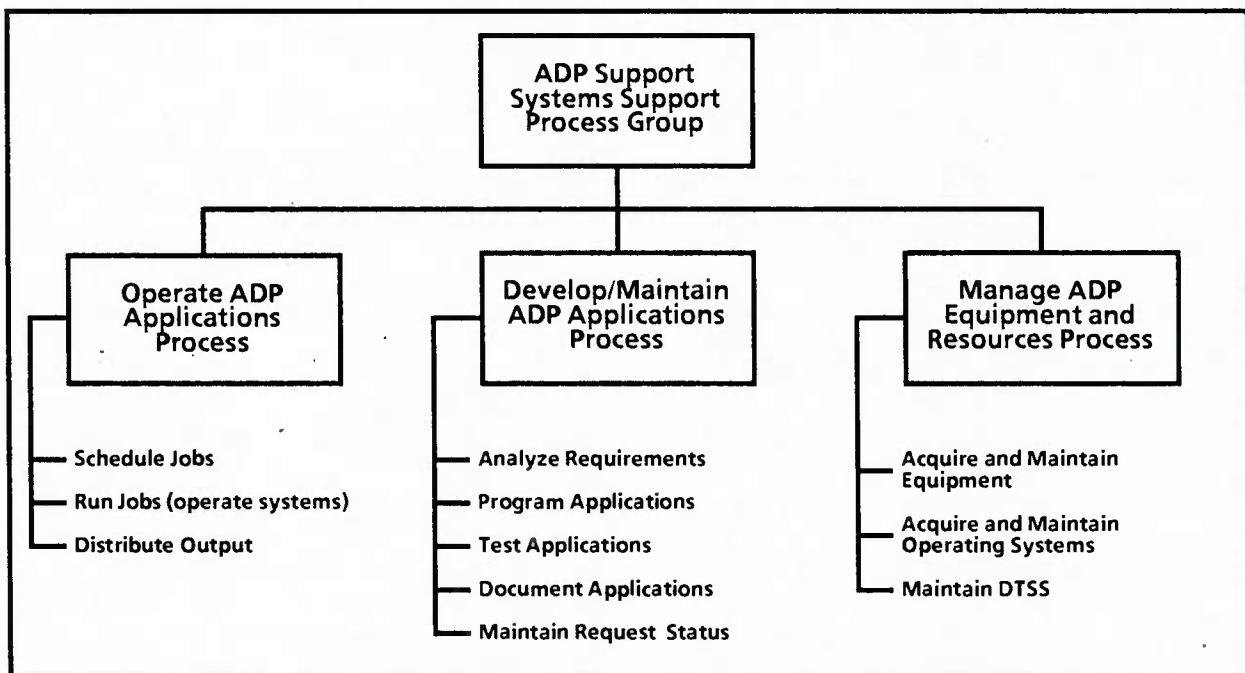 ADP Support
Systems Support
Process Group
Operate ADP
Applications
Process
Schedule Jobs
Run Jobs (operate systems)
Distribute Output
Develop/Maintain
ADP Applications
Process
Analyze Requirements
Program Applications
Test Applications
Document Applications
Maintain Request Status
Manage ADP
Equipment and
Resources Process
Acquire and Maintain
Equipment
Acquire and Maintain
Operating Systems
Maintain DTSS